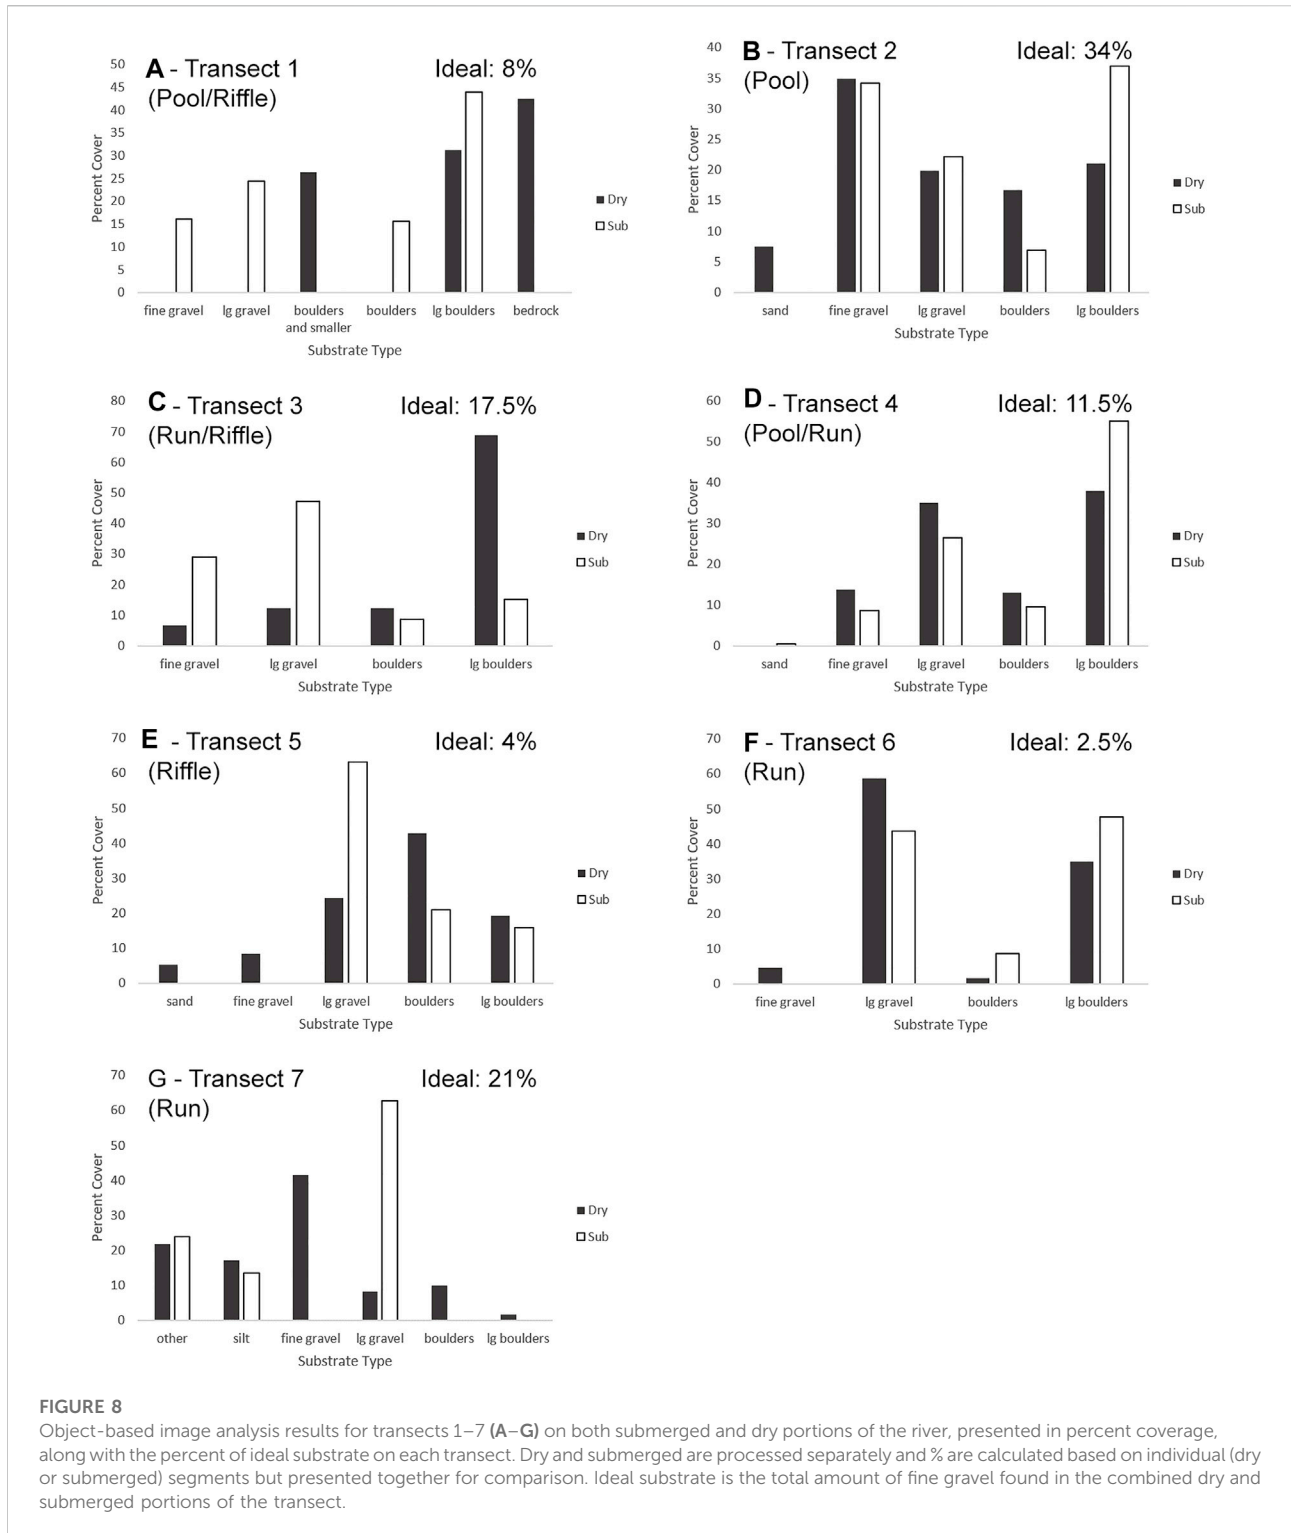 A - Transect 1
(Pool/Riffle)
Ideal: 8%
50
45
40
35
30
25
20
15
10
5
0
Percent Cover
fine gravel lg gravel boulders and smaller boulders lg boulders bedrock
Substrate Type
Dry
Sub
B - Transect 2
(Pool)
Ideal: 34%
40
35
30
25
20
15
10
5
0
Percent Cover
sand fine gravel lg gravel boulders lg boulders
Substrate Type
Dry
Sub
C - Transect 3
(Run/Riffle)
Ideal: 17.5%
80
70
60
50
40
30
20
10
0
Percent Cover
fine gravel lg gravel boulders lg boulders
Substrate Type
Dry
Sub
D - Transect 4
(Pool/Run)
Ideal: 11.5%
60
50
40
30
20
10
0
Percent Cover
sand fine gravel lg gravel boulders lg boulders
Substrate Type
Dry
Sub
E - Transect 5
(Riffle)
Ideal: 4%
70
60
50
40
30
20
10
0
Percent Cover
sand fine gravel lg gravel boulders lg boulders
Substrate Type
Dry
Sub
F - Transect 6
(Run)
Ideal: 2.5%
70
60
50
40
30
20
10
0
Percent Cover
fine gravel lg gravel boulders lg boulders
Substrate Type
Dry
Sub
G - Transect 7
(Run)
Ideal: 21%
70
60
50
40
30
20
10
0
Percent Cover
other silt fine gravel lg gravel boulders lg boulders
Substrate Type
Dry
Sub
FIGURE 8
Object-based image analysis results for transects 1–7 (A–G) on both submerged and dry portions of the river, presented in percent coverage,
along with the percent of ideal substrate on each transect. Dry and submerged are processed separately and % are calculated based on individual (dry
or submerged) segments but presented together for comparison. Ideal substrate is the total amount of fine gravel found in the combined dry and
submerged portions of the transect.